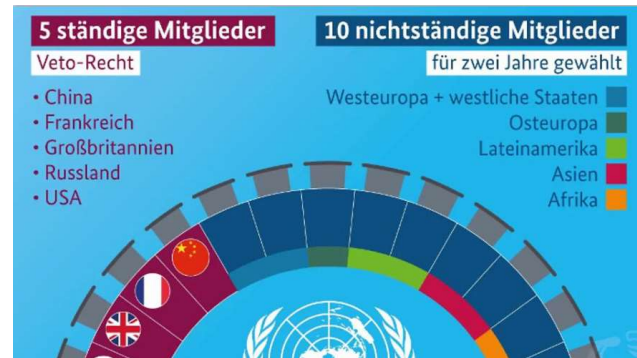 5 ständige Mitglieder
Veto-Recht
• China
• Frankreich
• Großbritannien
• Russland
• USA
10 nichtständige Mitglieder
für zwei Jahre gewählt
Westeuropa + westliche Staaten
Osteuropa
Lateinamerika
Asien
Afrika